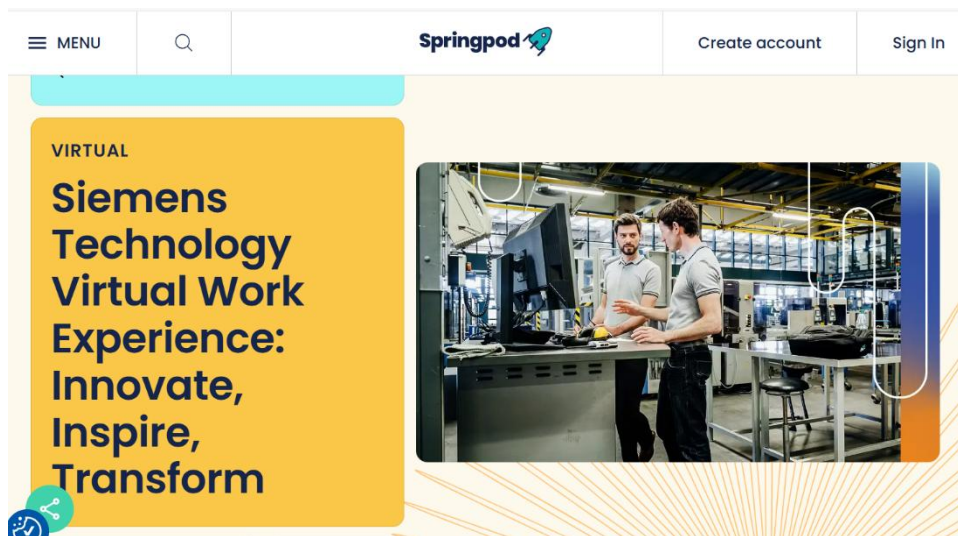 MENU
Springpod
Create account
Sign In
VIRTUAL
Siemens
Technology
Virtual Work
Experience:
Innovate,
Inspire,
Transform